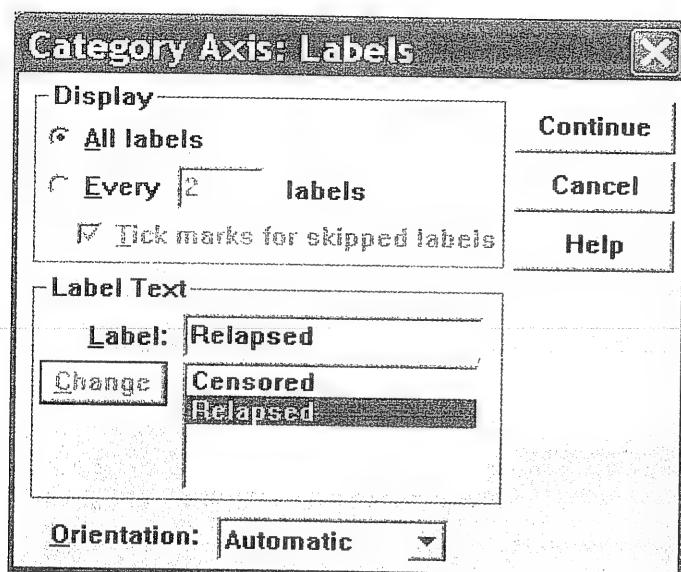 Category Axis: Labels
Display
All labels
Every 2 labels
Tick marks for skipped labels
Continue
Cancel
Help
Label Text
Label: Relapsed
Change
Censored
Relapsed
Orientation: Automatic